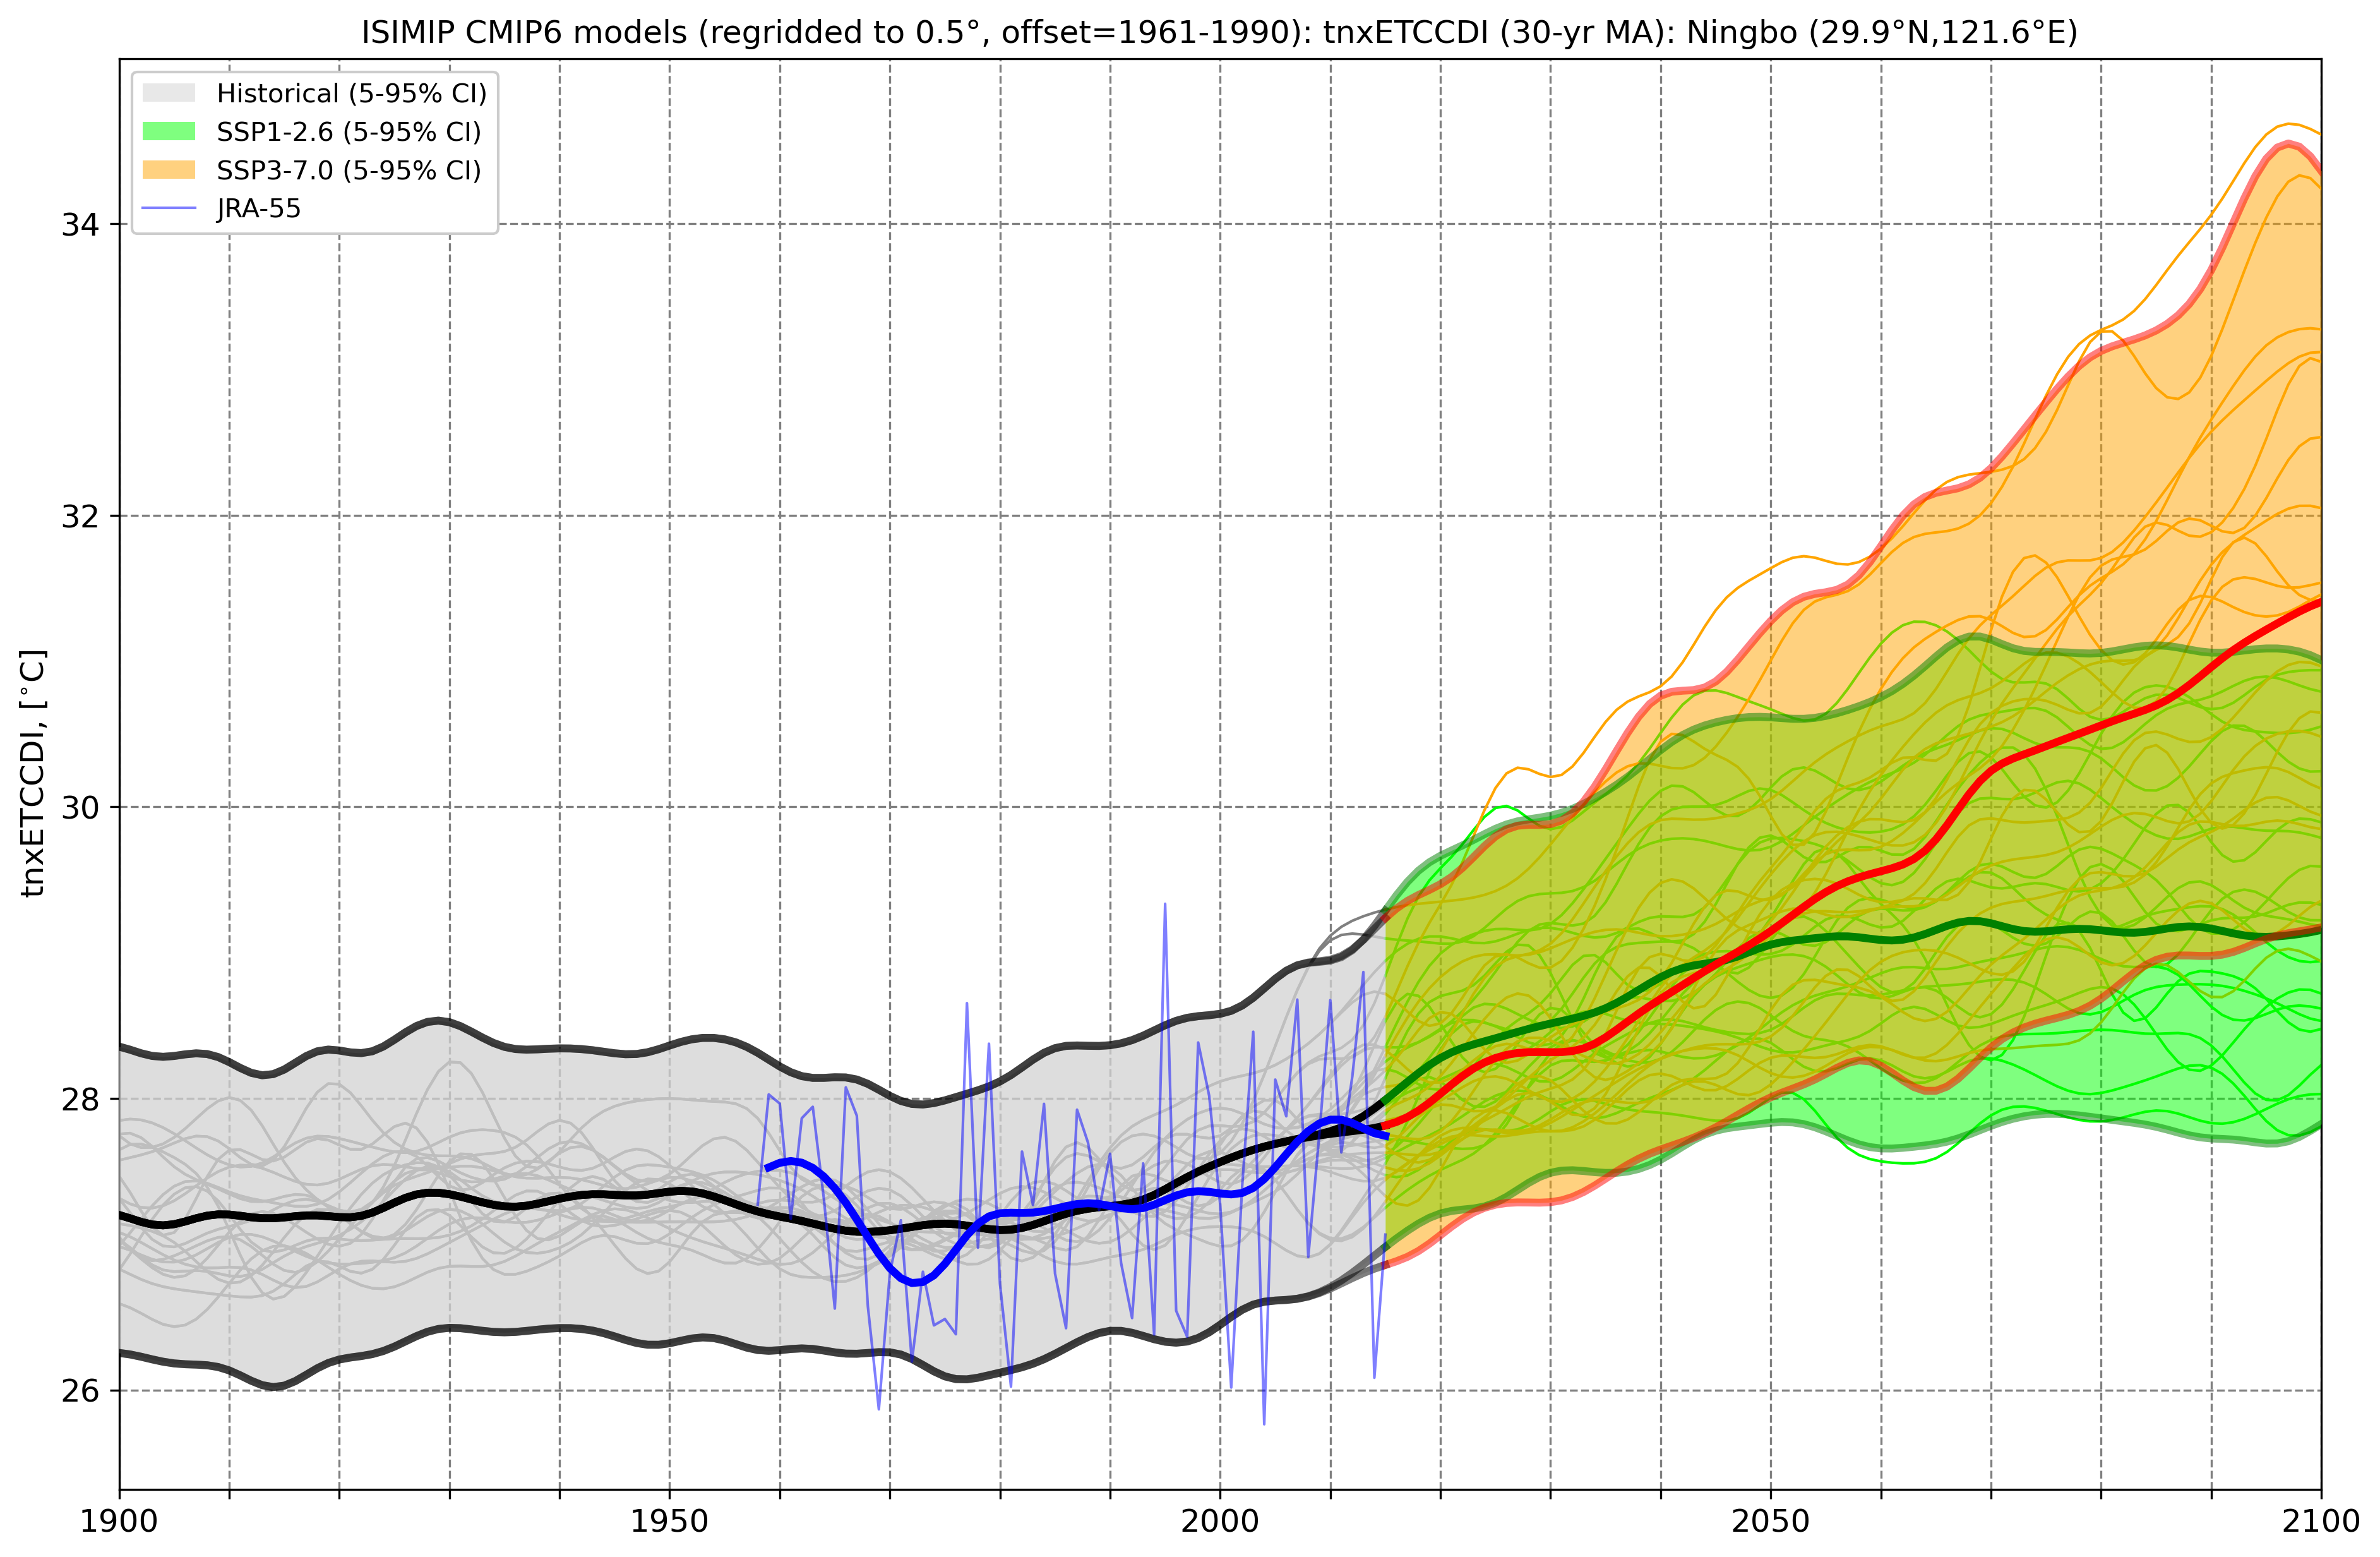 ISIMIP CMIP6 models (regridded to 0.5°, offset=1961-1990): tnxETCCDI (30-yr MA): Ningbo (29.9°N,121.6°E)
Historical (5-95% CI)
SSP1-2.6 (5-95% CI)
SSP3-7.0 (5-95% CI)
JRA-55
tnxETCCDI, [°C]
34
32
30
28
26
1900
1950
2000
2050
2100